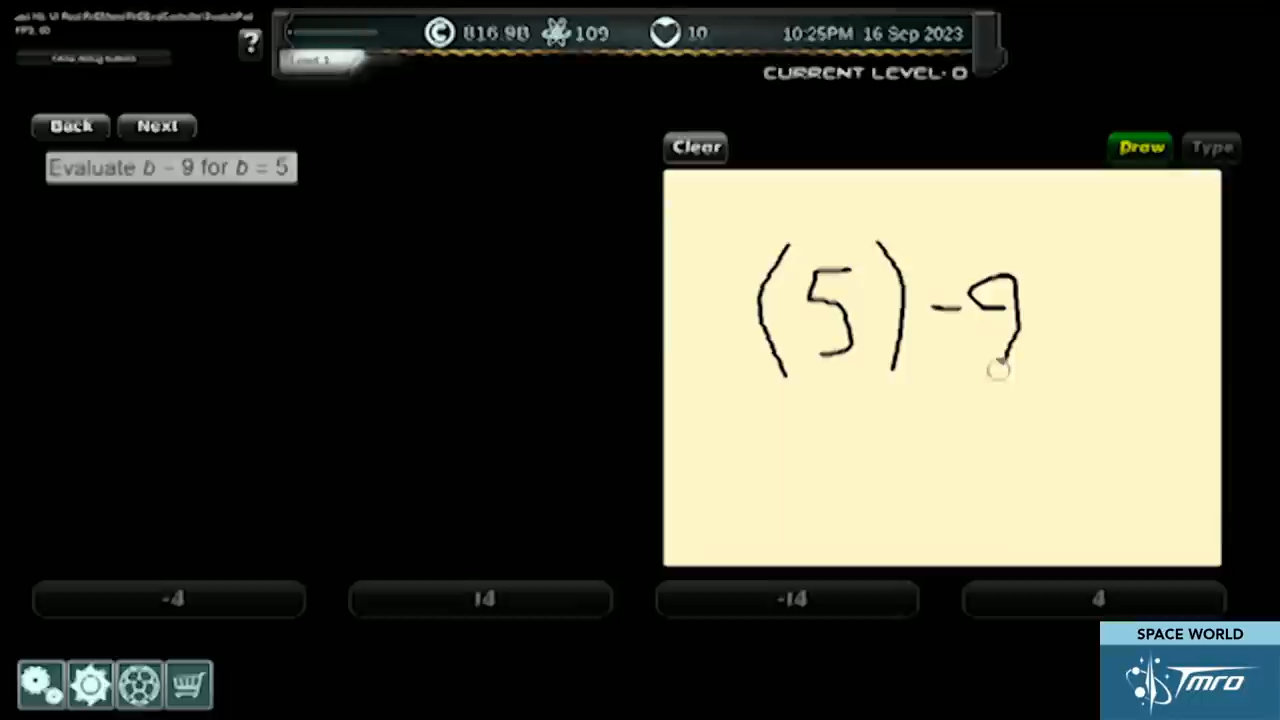 ?
816.9B 109 10 10:25PM 16 Sep 2023
CURRENT LEVEL: 0
Back Next
Clear Draw Type
Evaluate b - 9 for b = 5
(5)-9
-4 14 -14 4
SPACE WORLD
TMRO